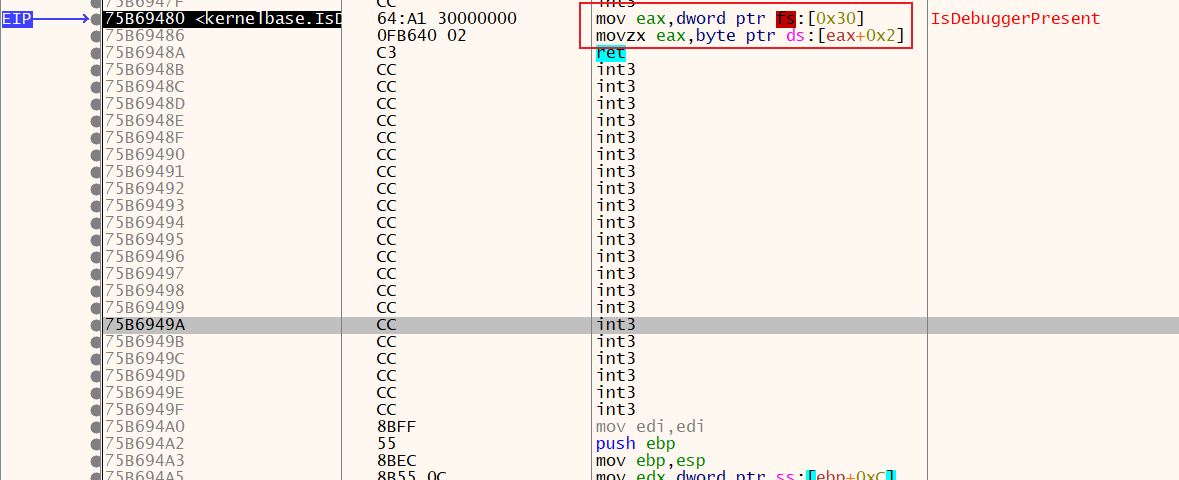 75B6947F CC int3
EIP 75B69480 <kernelbase.IsD 64:A1 30000000 mov eax,dword ptr fs:[0x30] IsDebuggerPresent
75B69486 0FB640 02 movzx eax,byte ptr ds:[eax+0x2]
75B6948A C3 ret
75B6948B CC int3
75B6948C CC int3
75B6948D CC int3
75B6948E CC int3
75B6948F CC int3
75B69490 CC int3
75B69491 CC int3
75B69492 CC int3
75B69493 CC int3
75B69494 CC int3
75B69495 CC int3
75B69496 CC int3
75B69497 CC int3
75B69498 CC int3
75B69499 CC int3
75B6949A CC int3
75B6949B CC int3
75B6949C CC int3
75B6949D CC int3
75B6949E CC int3
75B6949F CC int3
75B694A0 8BFF mov edi,edi
75B694A2 55 push ebp
75B694A3 8BEC mov ebp,esp
75B694A5 8B55 0C mov edx,dword ptr ss:[ebp+0xC]